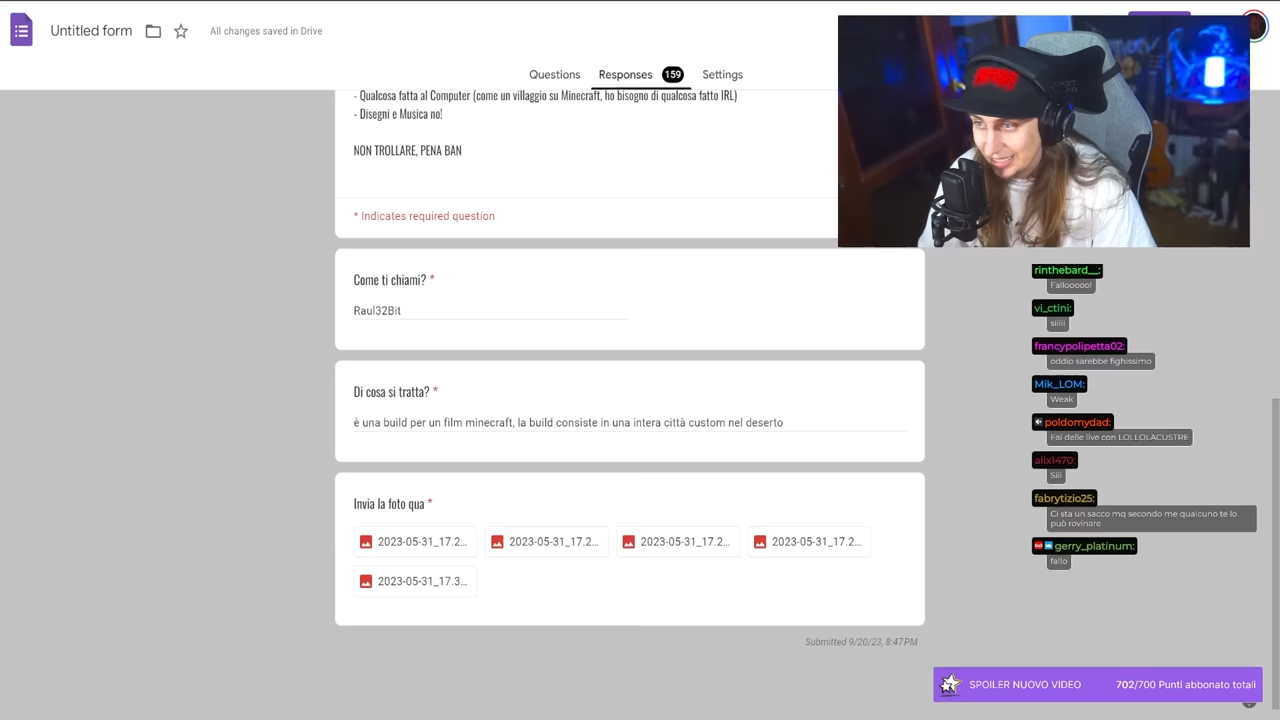 Untitled form
All changes saved in Drive
Questions
Responses 159
Settings
- Qualcosa fatta al Computer (come un villaggio su Minecraft, ho bisogno di qualcosa fatto IRL)
- Disegni e Musica no!
NON TROLLARE, PENA BAN
* Indicates required question
Come ti chiami? *
Raul32Bit
Di cosa si tratta? *
è una build per un film minecraft, la build consiste in una intera città custom nel deserto
Invia la foto qua *
2023-05-31_17.2...
2023-05-31_17.2...
2023-05-31_17.2...
2023-05-31_17.2...
2023-05-31_17.3...
Submitted 9/20/23, 8:47 PM
rinthebard__:
Fallooooo!
vi_ctini:
siiiii
francypolipetta02:
oddio sarebbe fighissimo
Mik_LOM:
Weak
poldomydad:
Fai delle live con LOLLOLACUSTRE
alix1470:
Siii
fabrytizio25:
Ci sta un sacco mq secondo me qualcuno te lo
può rovinare
gerry_platinum:
fallo
SPOILER NUOVO VIDEO
702/700 Punti abbonato totali